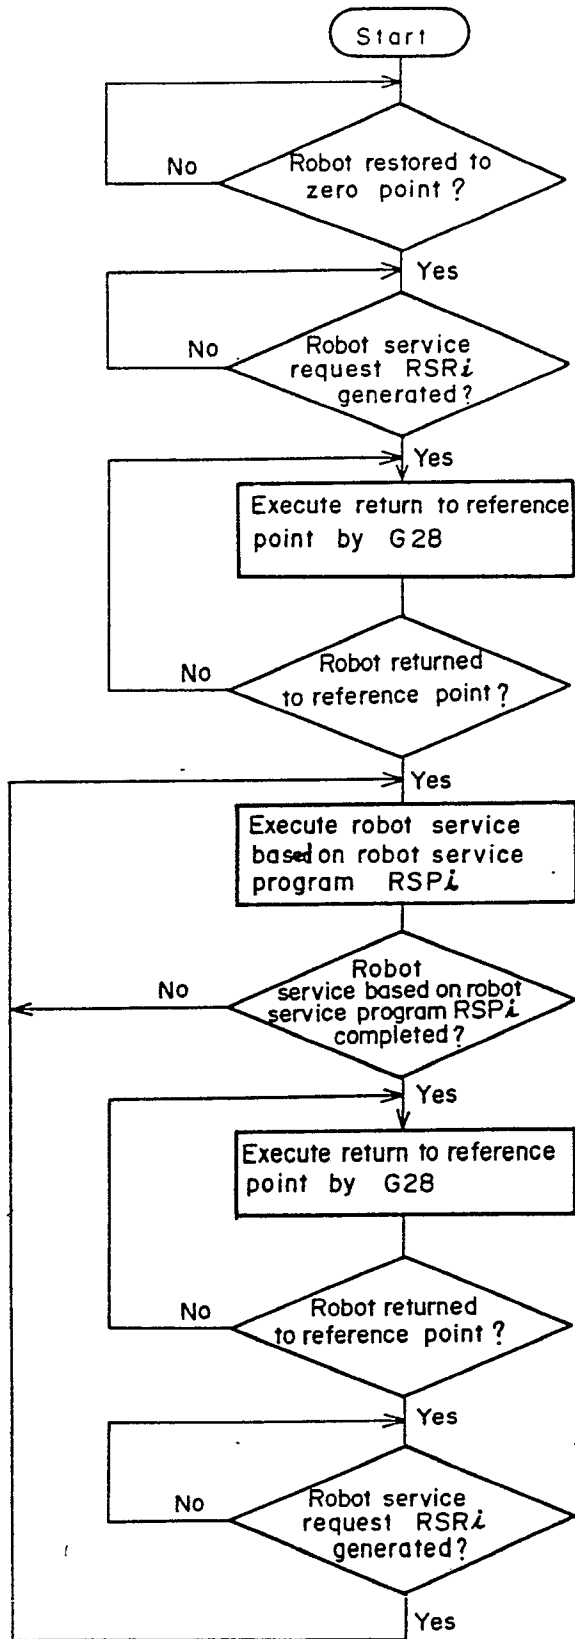 Start
No
Robot restored to
zero point?
Yes
No
Robot service
request RSRi
generated?
Yes
Execute return to reference
point by G28
No
Robot returned
to reference point?
Yes
Execute robot service
based on robot service
program RSPi
No
Robot
service based on robot
service program RSPi
completed?
Yes
Execute return to reference
point by G28
No
Robot returned
to reference point?
Yes
No
Robot service
request RSRi
generated?
Yes